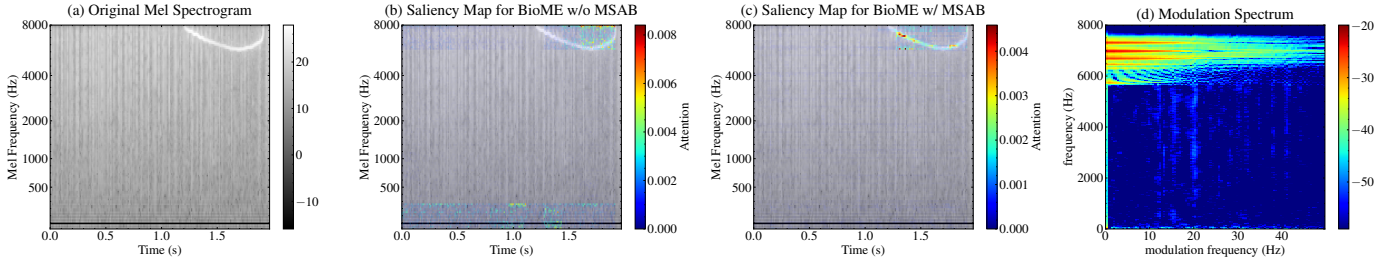 (a) Original Mel Spectrogram
8000
4000
2000
1000
500
Mel Frequency (Hz)
0.0 0.5 1.0 1.5
Time (s)
20
10
0
−10
(b) Saliency Map for BioME w/o MSAB
8000
4000
2000
1000
500
Mel Frequency (Hz)
0.0 0.5 1.0 1.5
Time (s)
0.008
0.006
0.004
0.002
0.000
Attention
(c) Saliency Map for BioME w/ MSAB
8000
4000
2000
1000
500
Mel Frequency (Hz)
0.0 0.5 1.0 1.5
Time (s)
0.004
0.003
0.002
0.001
0.000
Attention
(d) Modulation Spectrum
8000
6000
4000
2000
0
frequency (Hz)
0 10 20 30 40
modulation frequency (Hz)
−20
−30
−40
−50